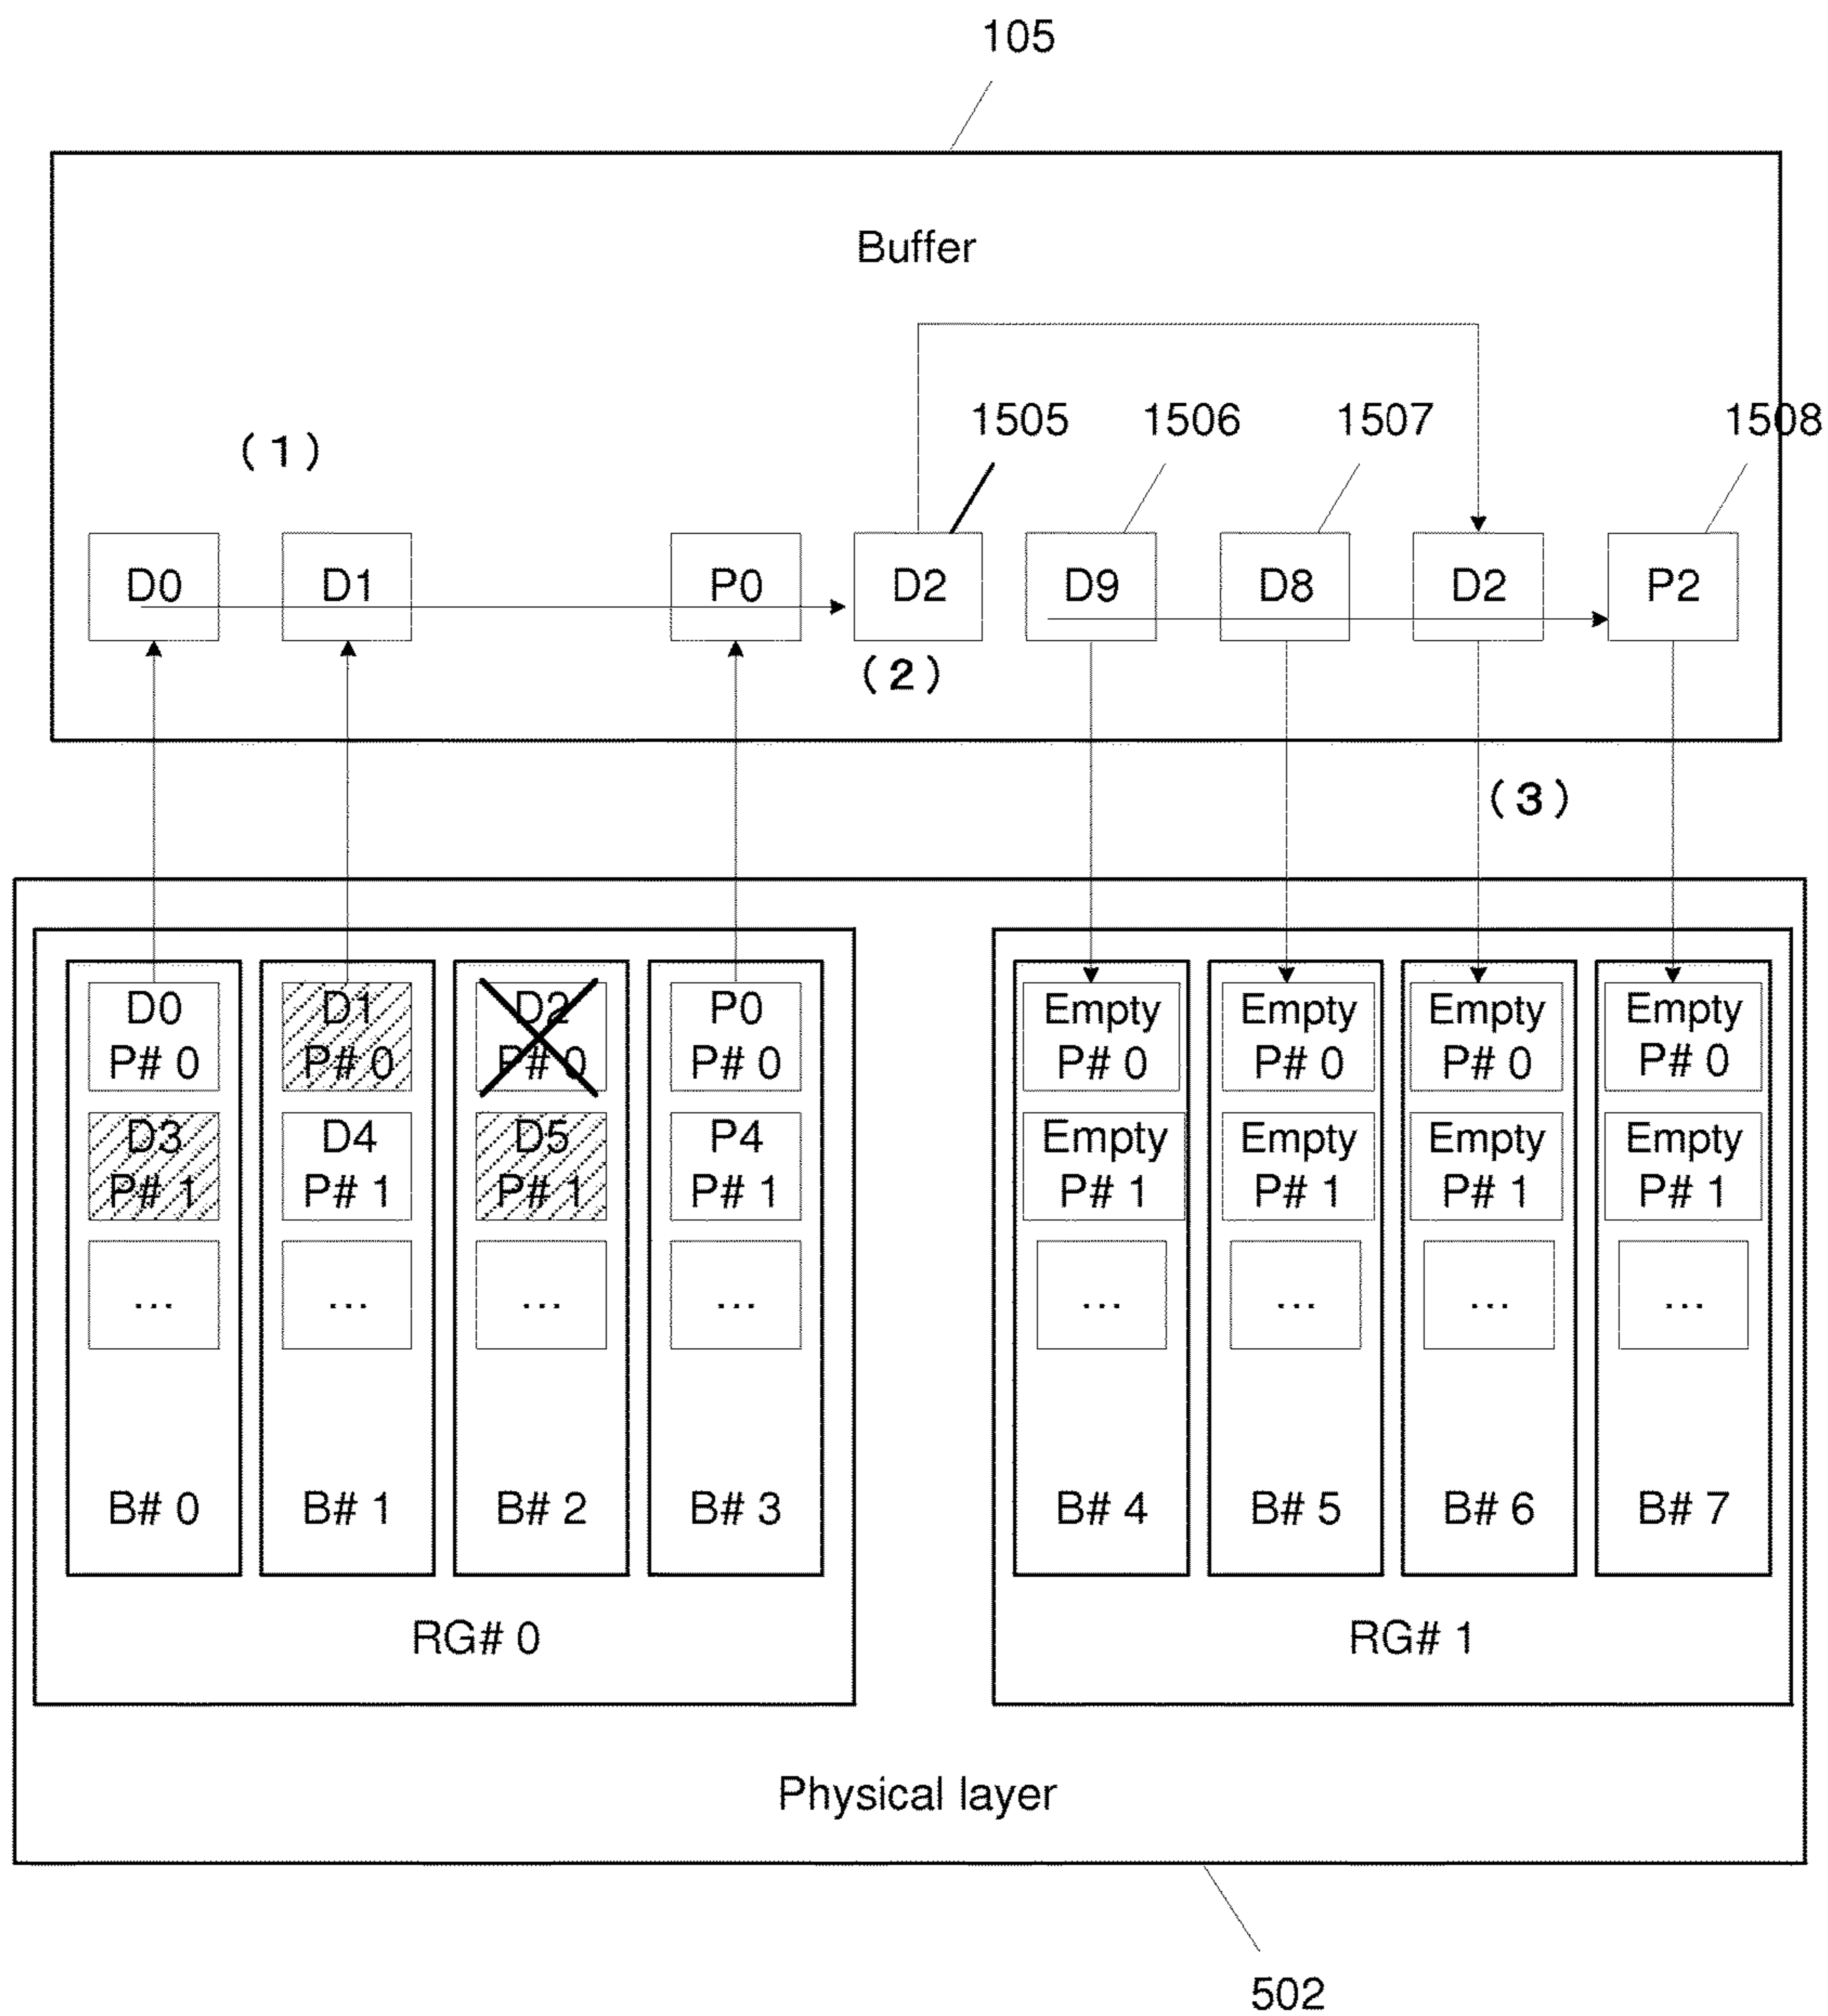 105
Buffer
1505
1506
1507
1508
(1)
D0
D1
P0
D2
D9
D8
D2
P2
(2)
(3)
D0
P# 0
D1
P# 0
D2
P# 0
P0
P# 0
Empty
P# 0
Empty
P# 0
Empty
P# 0
Empty
P# 0
D3
P# 1
D4
P# 1
D5
P# 1
P4
P# 1
Empty
P# 1
Empty
P# 1
Empty
P# 1
Empty
P# 1
...
...
...
...
...
...
...
...
B# 0
B# 1
B# 2
B# 3
B# 4
B# 5
B# 6
B# 7
RG# 0
RG# 1
Physical layer
502